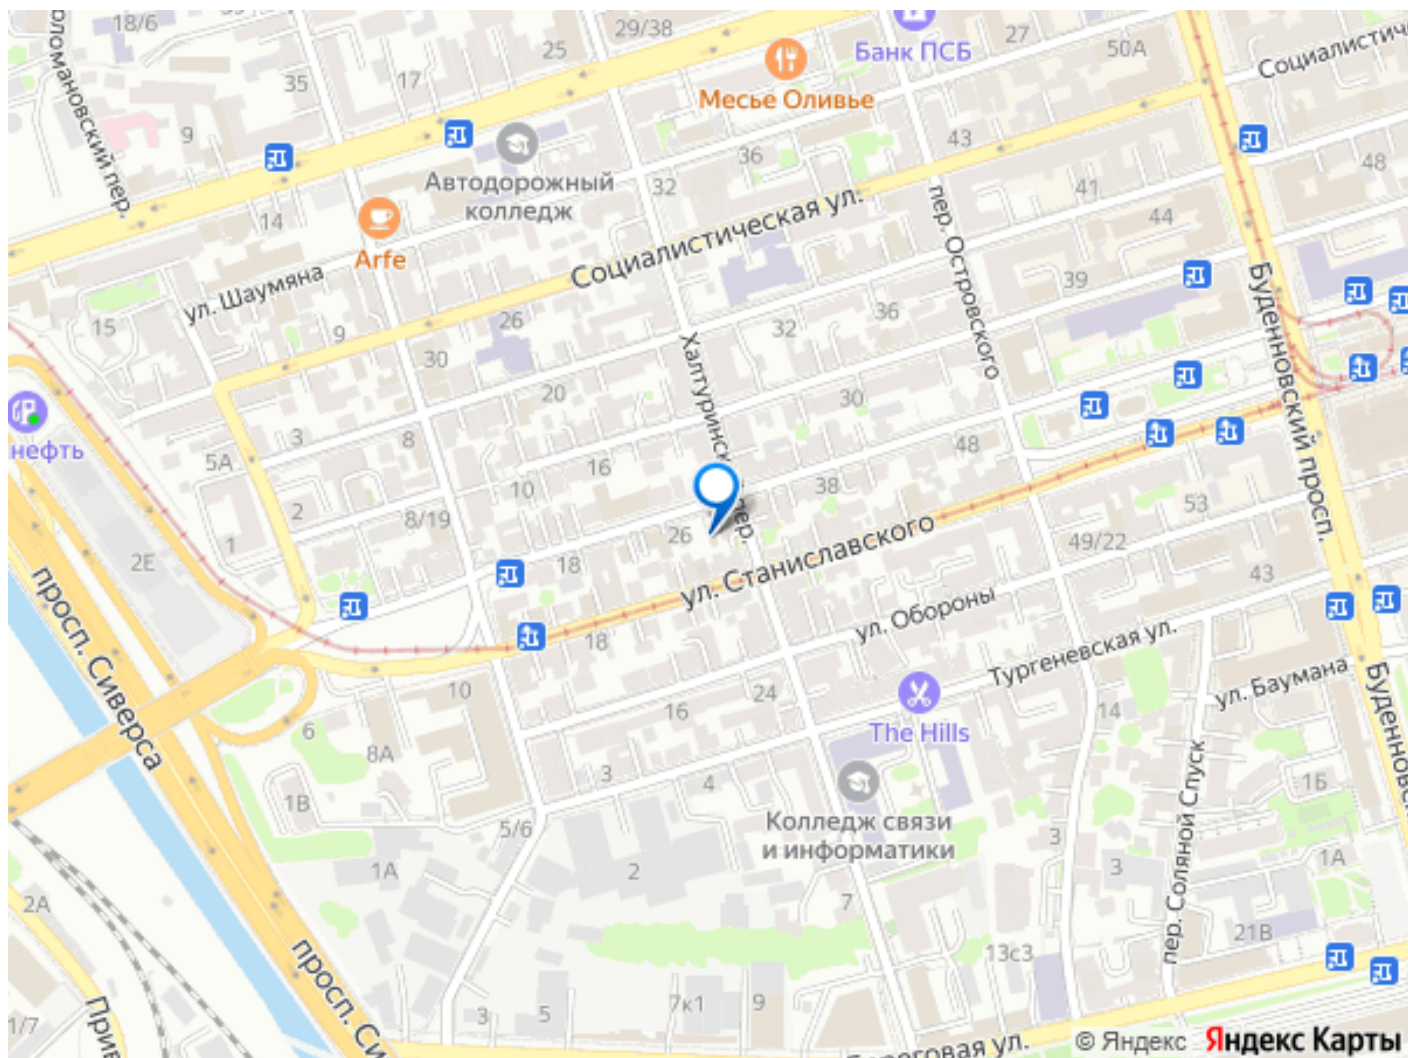 18/6
29/38
25
Банк ПСБ
27
50А
Социалистичес
Соломановский пер.
35
17
Месье Оливье
9
43
36
48
Автодорожный
колледж
32
41
44
14
Arfe
пер. Островского
Социалистическая ул.
ул. Шаумяна
39
Буденновский просп.
15
9
26
32
36
30
Халтуринский пер.
20
30
нефть
3
8
5А
16
48
10
38
2
8/19
53
26
1
2Е
18
49/22
43
ул. Станиславского
просп. Сиверса
ул. Обороны
18
Тургеневская ул.
10
24
16
The Hills
ул. Баумана
Буденновс
14
6
8А
3
4
1Б
1В
5/6
Колледж связи
и информатики
пер. Соляной Спуск
3
1А
1А
2
3
7
2А
21В
13с3
просп. Си
Прив
1/7
3
5
7к1
9
Береговая ул.
© Яндекс Яндекс Карты